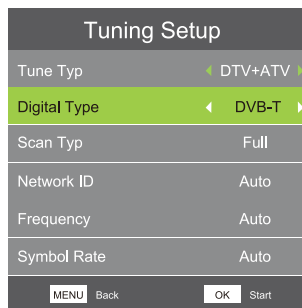 Tuning Setup
Tune Typ DTV+ATV
Digital Type DVB-T
Scan Typ Full
Network ID Auto
Frequency Auto
Symbol Rate Auto
MENU Back OK Start